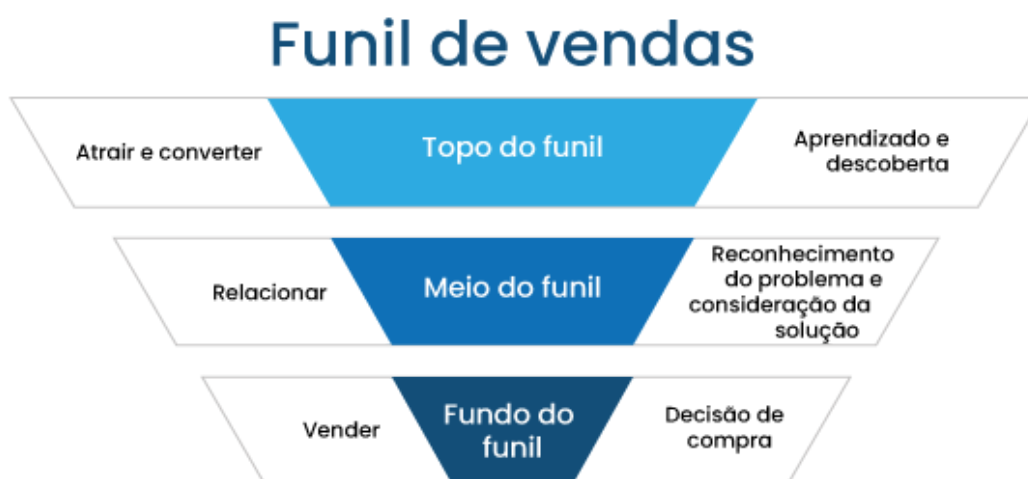 Funil de vendas
Atrair e converter
Topo do funil
Aprendizado e
descoberta
Relacionar
Meio do funil
Reconhecimento
do problema e
consideração da
solução
Vender
Fundo do
funil
Decisão de
compra